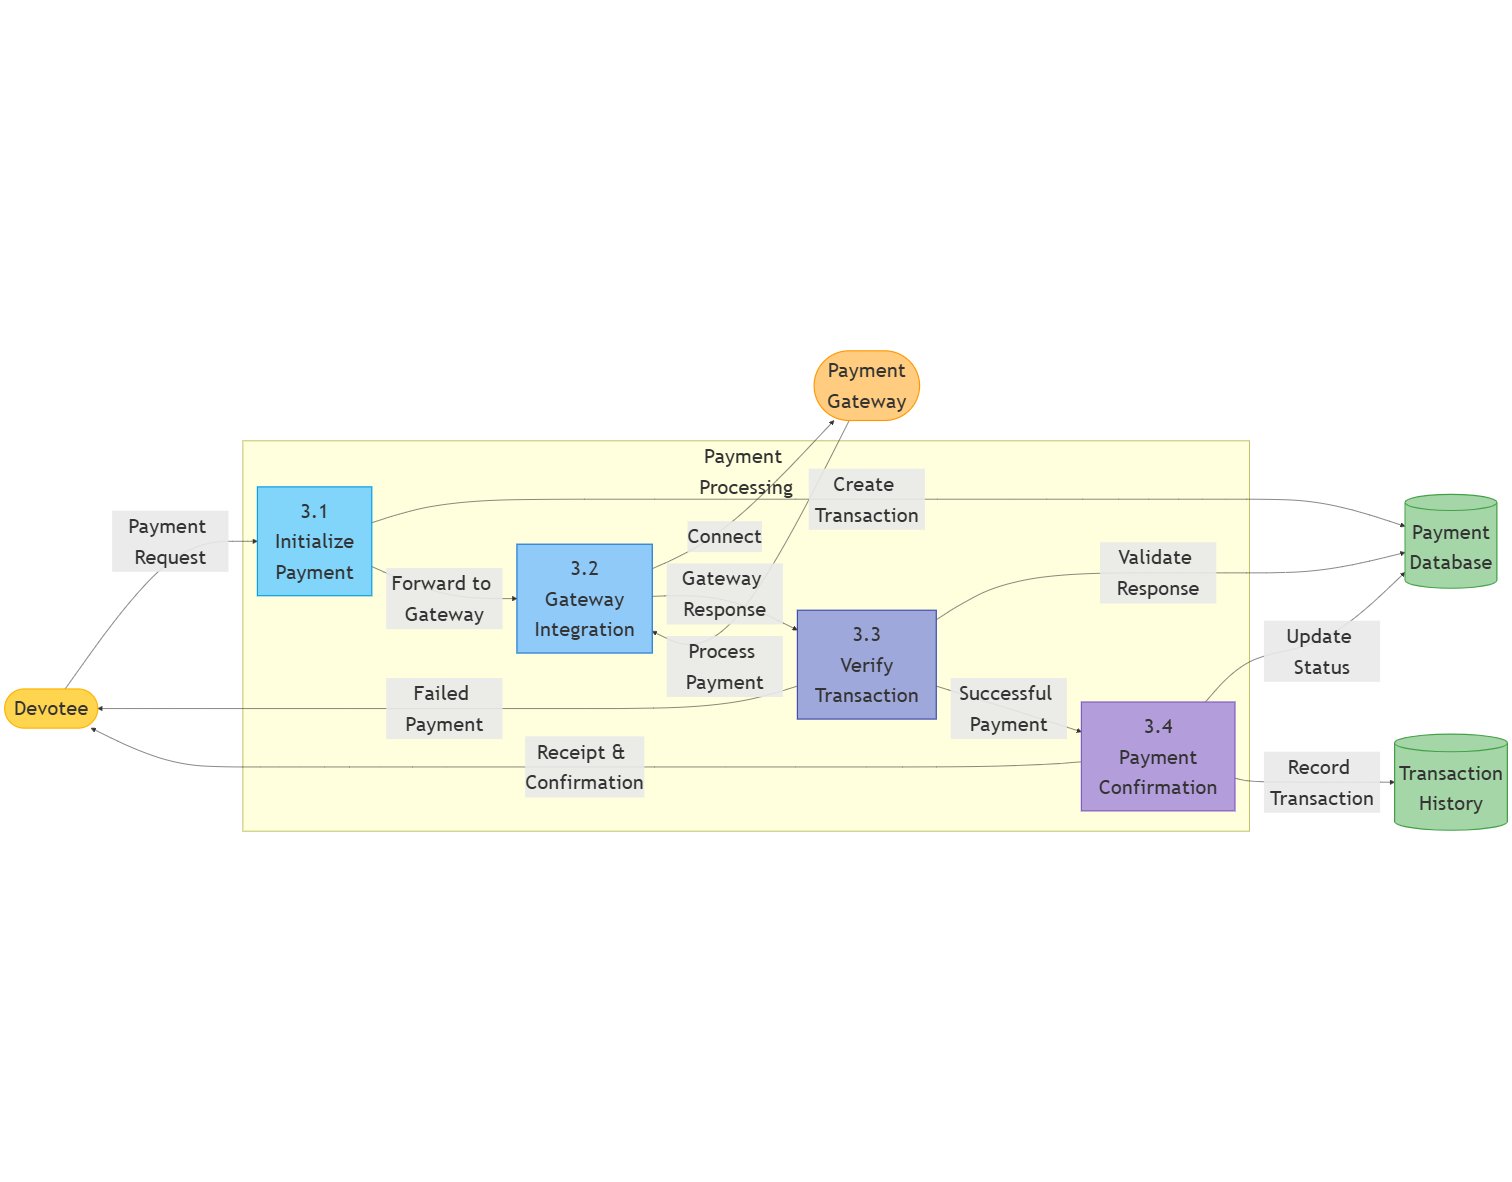 Payment
Gateway
Payment
Processing
Create
Transaction
3.1
Initialize
Payment
Payment
Request
Connect
Payment
Database
Validate
Response
3.2
Gateway
Integration
Forward to
Gateway
Gateway
Response
3.3
Verify
Transaction
Process
Payment
Update
Status
Devotee
Failed
Payment
Successful
Payment
3.4
Payment
Confirmation
Receipt &
Confirmation
Record
Transaction
Transaction
History